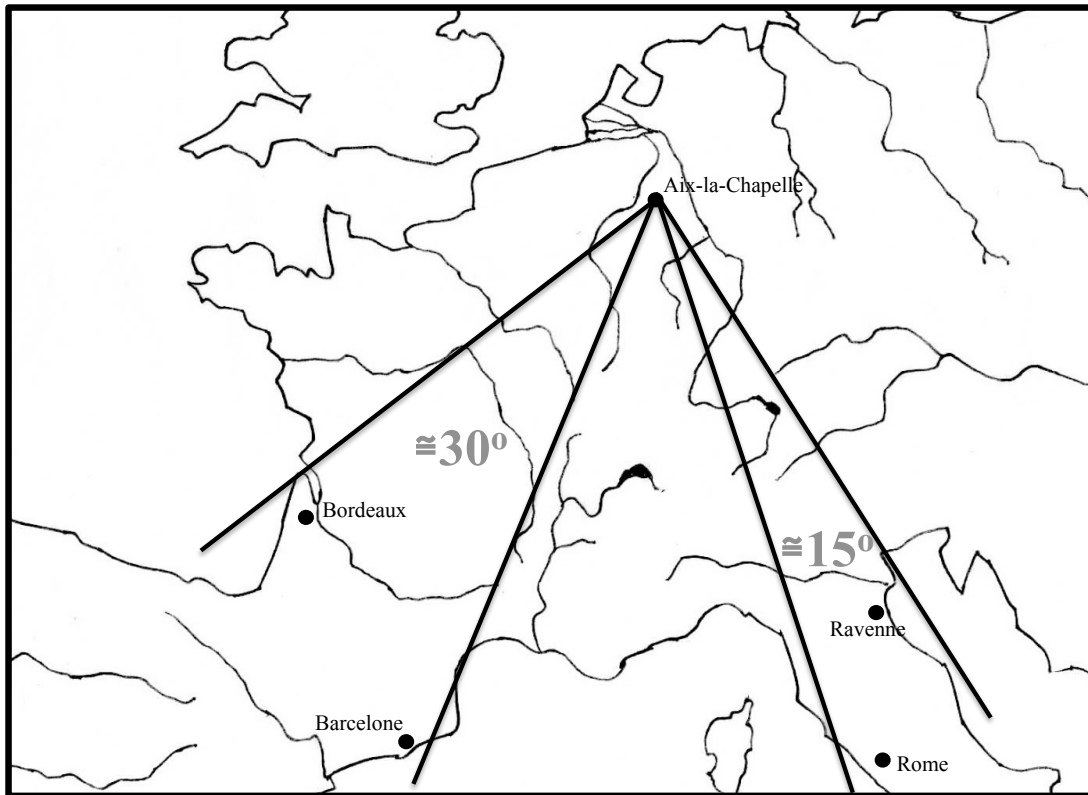 Aix-la-Chapelle
≅30º
Bordeaux
≅15º
Ravenne
Barcelone
Rome